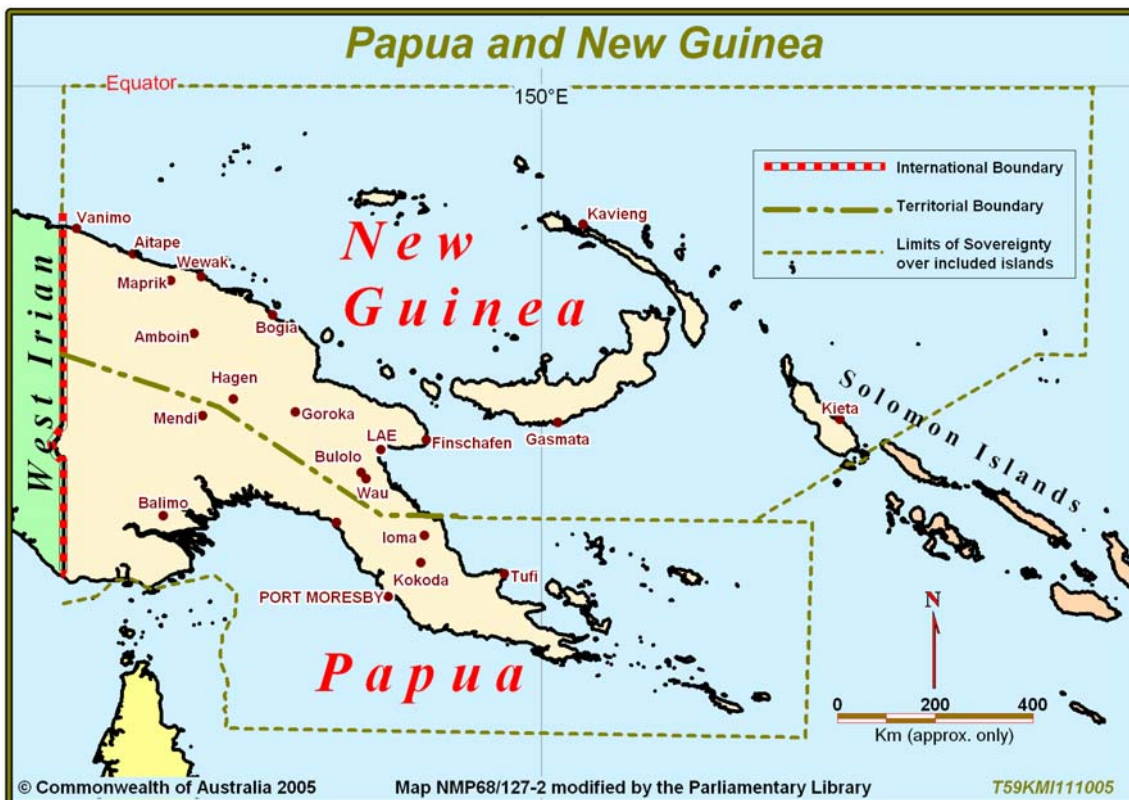 Papua and New Guinea
Equator
150°E
International Boundary
Territorial Boundary
Limits of Sovereignty
over included islands
Vanimo
Aitape
Wewak
Maprik
Kavieng
New
Guinea
West Irian
Amboin
Bogia
Hagen
Mendi
Goroka
Solomon Islands
Kieta
LAE
Finschafen
Gasmata
Bulolo
Wau
Balimo
Ioma
Kokoda
Tufi
PORT MORESBY
Papua
N
0 200 400
Km (approx. only)
© Commonwealth of Australia 2005
Map NMP68/127-2 modified by the Parliamentary Library
T59KMI111005